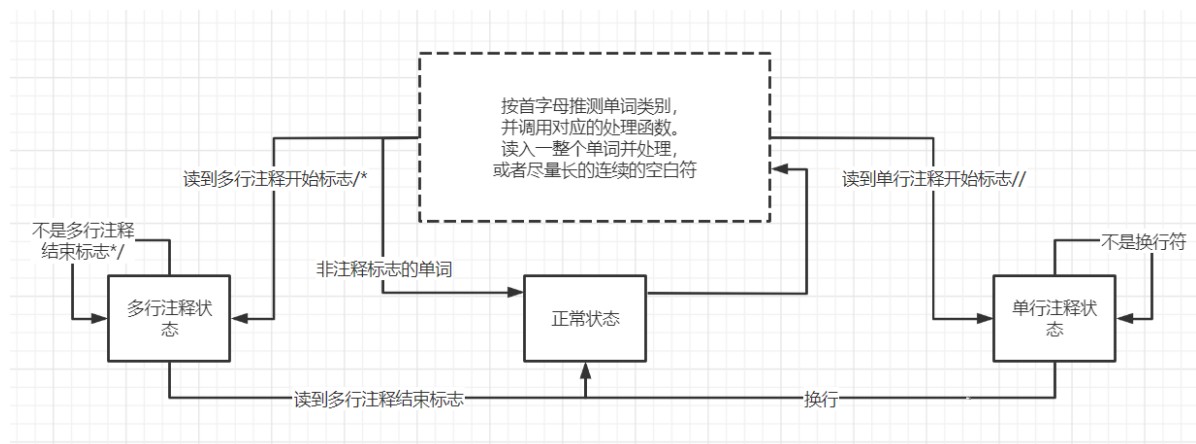 按首字母推测单词类别，
并调用对应的处理函数。
读入一整个单词并处理，
或者尽量长的连续的空白符
读到多行注释开始标志/*
读到单行注释开始标志//
不是多行注释
结束标志*/
不是换行符
非注释标志的单词
多行注释状
态
正常状态
单行注释状
态
读到多行注释结束标志
换行